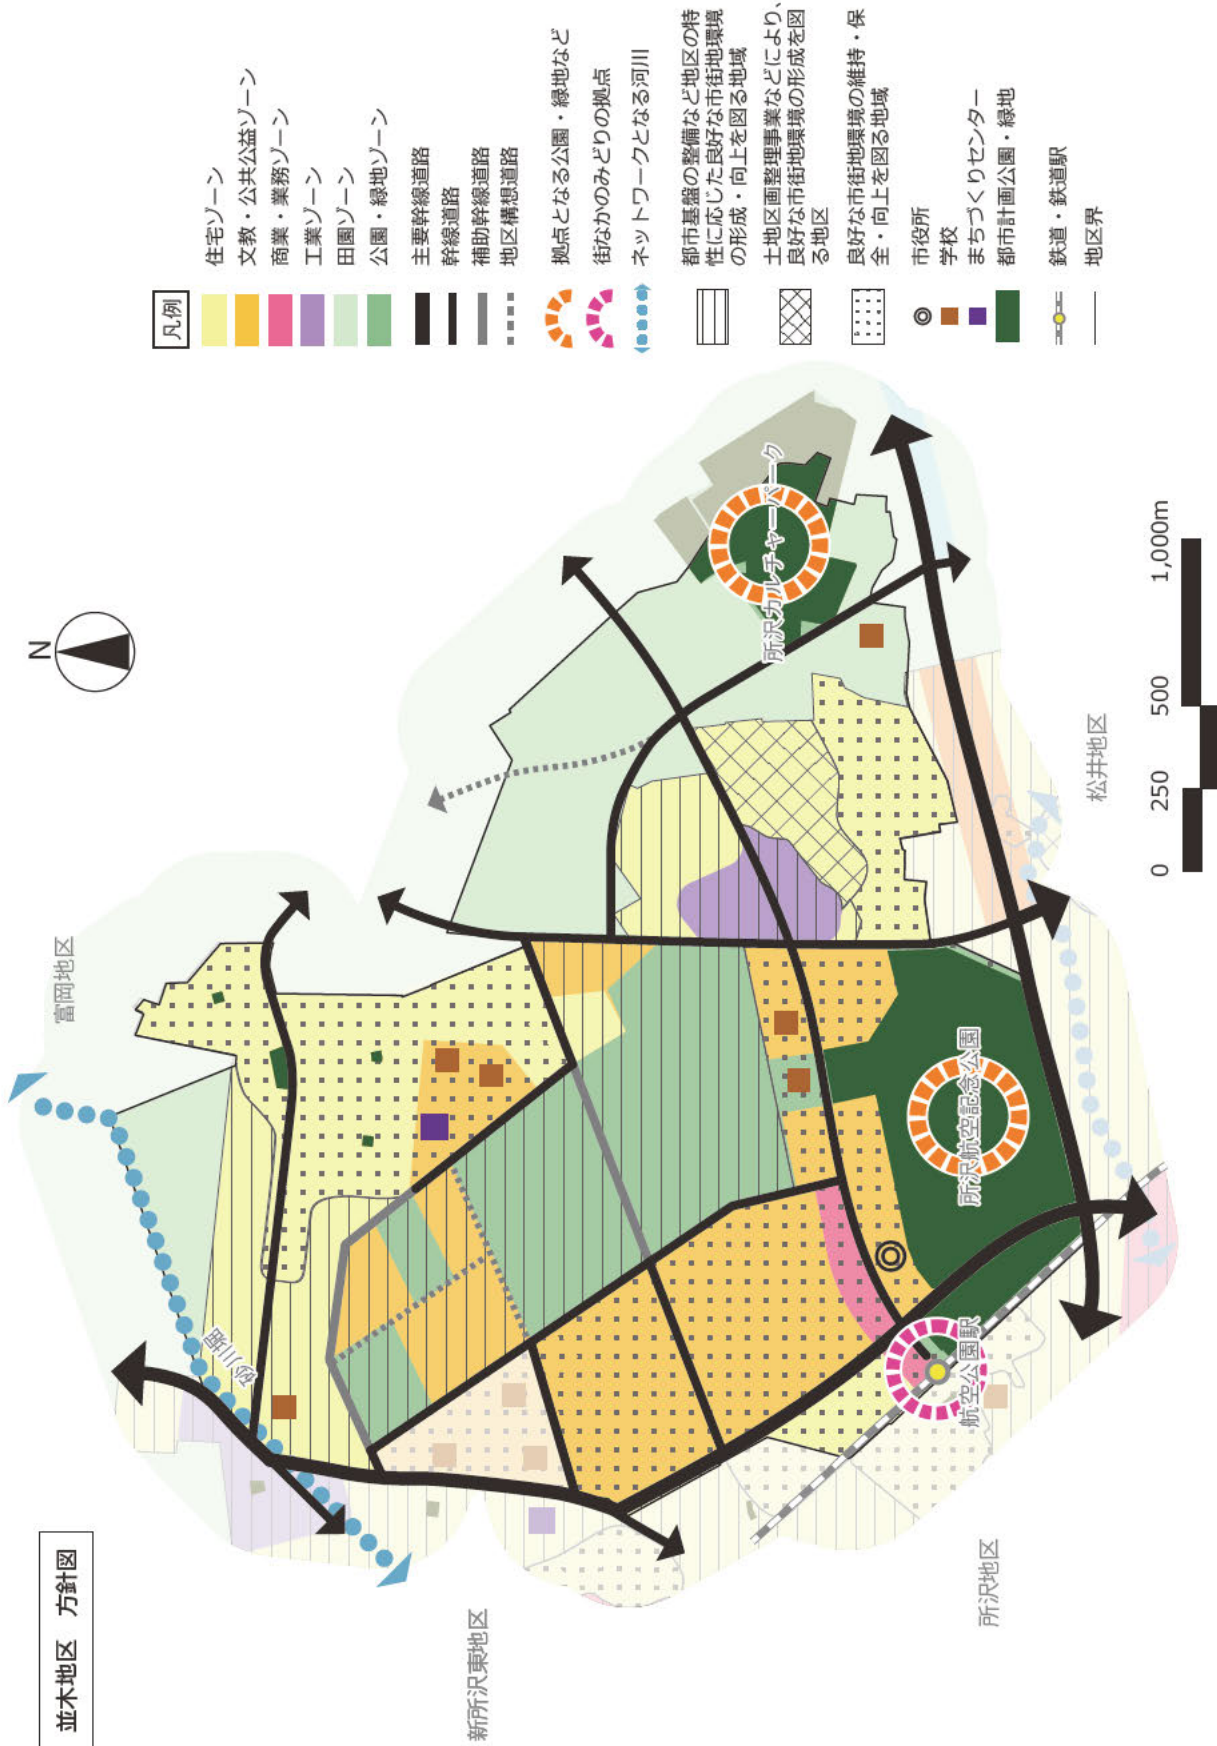 並木地区　方針図
N
富岡地区
新所沢東地区
所沢地区
松井地区
砂川堀
所沢カルチャーパーク
所沢航空記念公園
航空公園駅
0 250 500 1,000m
凡例
住宅ゾーン
文教・公共公益ゾーン
商業・業務ゾーン
工業ゾーン
田園ゾーン
公園・緑地ゾーン
主要幹線道路
幹線道路
補助幹線道路
地区構想道路
拠点となる公園・緑地など
街なかのみどりの拠点
ネットワークとなる河川
都市基盤の整備など地区の特
性に応じた良好な市街地環境
の形成・向上を図る地域
土地区画整理事業などにより、
良好な市街地環境の形成を図
る地区
良好な市街地環境の維持・保
全・向上を図る地域
市役所
学校
まちづくりセンター
都市計画公園・緑地
鉄道・鉄道駅
地区界